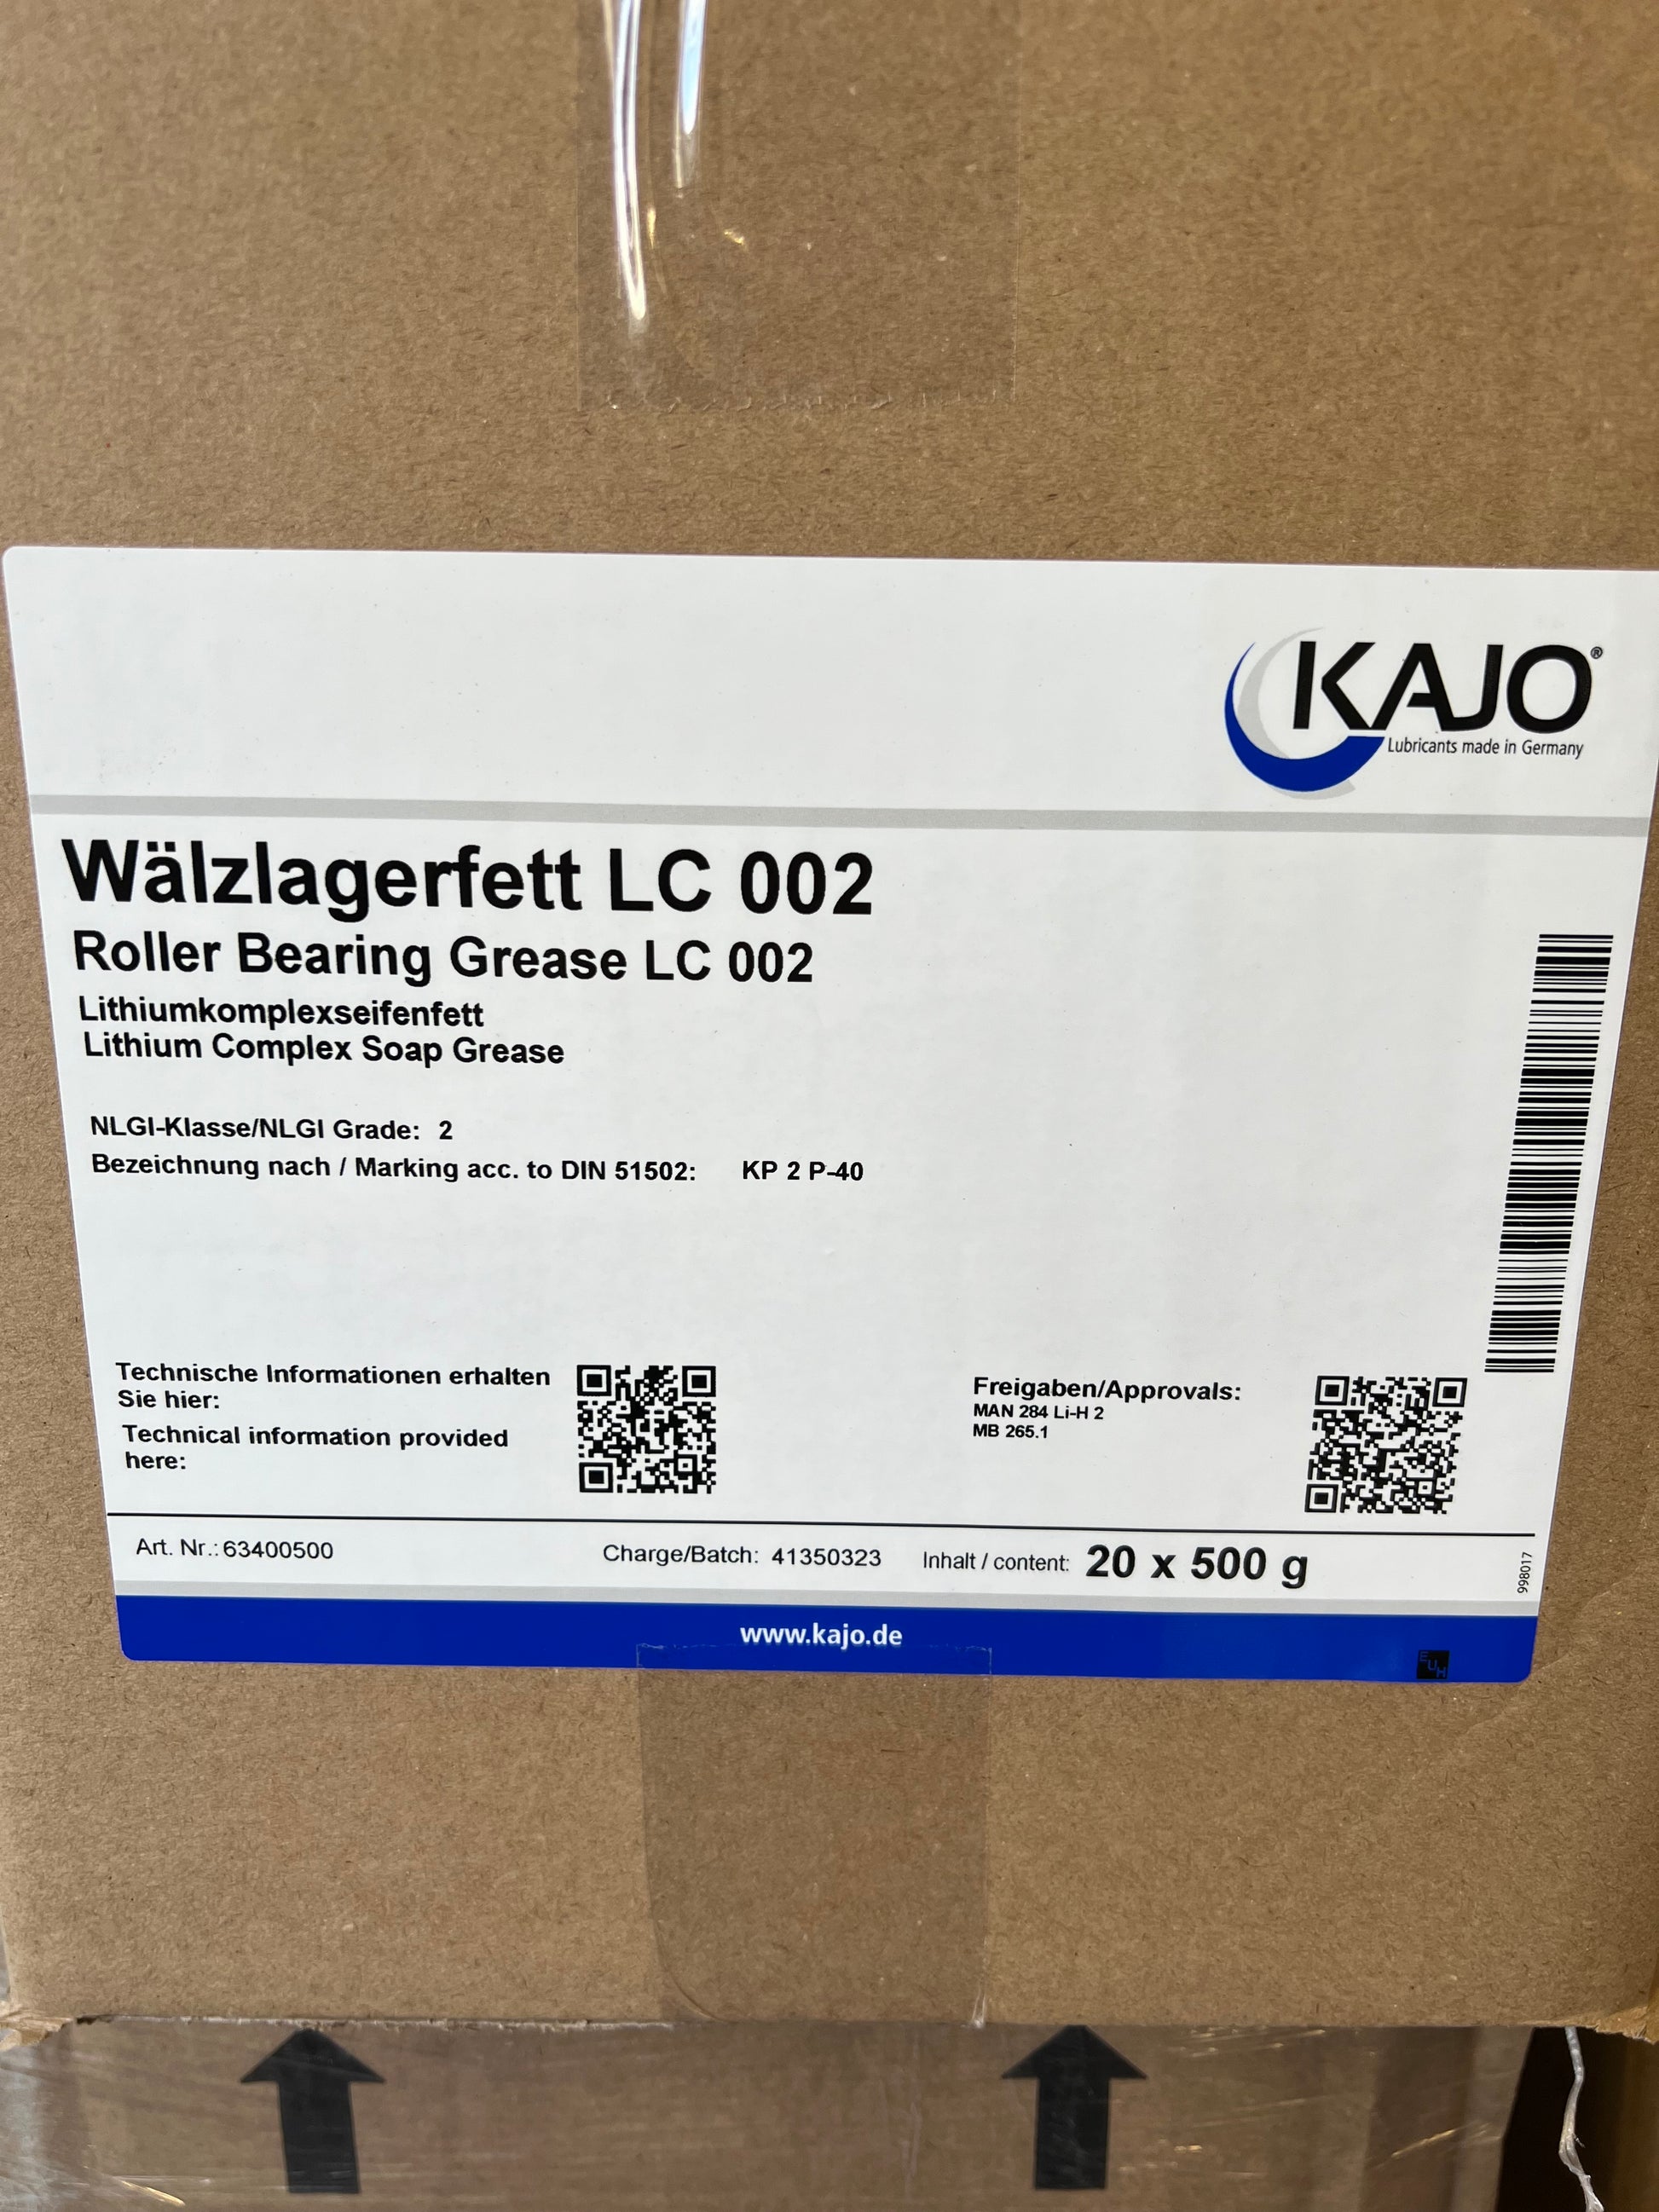 KAJO®
Lubricants made in Germany
Wälzlagerfett LC 002
Roller Bearing Grease LC 002
Lithiumkomplexseifenfett
Lithium Complex Soap Grease
NLGI-Klasse/NLGI Grade: 2
Bezeichnung nach / Marking acc. to DIN 51502: KP 2 P-40
Technische Informationen erhalten
Sie hier:
Technical information provided
here:
Freigaben/Approvals:
MAN 284 Li-H 2
MB 265.1
Art. Nr.: 63400500
Charge/Batch: 41350323
Inhalt / content: 20 x 500 g
998017
www.kajo.de
EUH